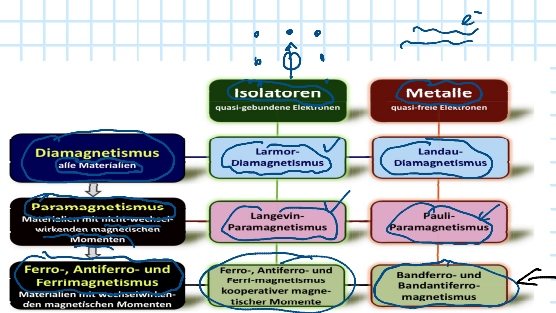 e⁻
Isolatoren
quasi-gebundene Elektronen
Metalle
quasi-freie Elektronen
Diamagnetismus
alle Materialien
Larmor-
Diamagnetismus
Landau-
Diamagnetismus
Paramagnetismus
Materialien mit nicht-wechsel-
wirkenden magnetischen
Momenten
Langevin-
Paramagnetismus
Pauli-
Paramagnetismus
Ferro-, Antiferro- und
Ferrimagnetismus
Materialien mit wechselwirken-
den magnetischen Momenten
Ferro-, Antiferro- und
Ferri-magnetismus
kooperativer magne-
tischer Momente
Bandferro- und
Bandantiferro-
magnetismus